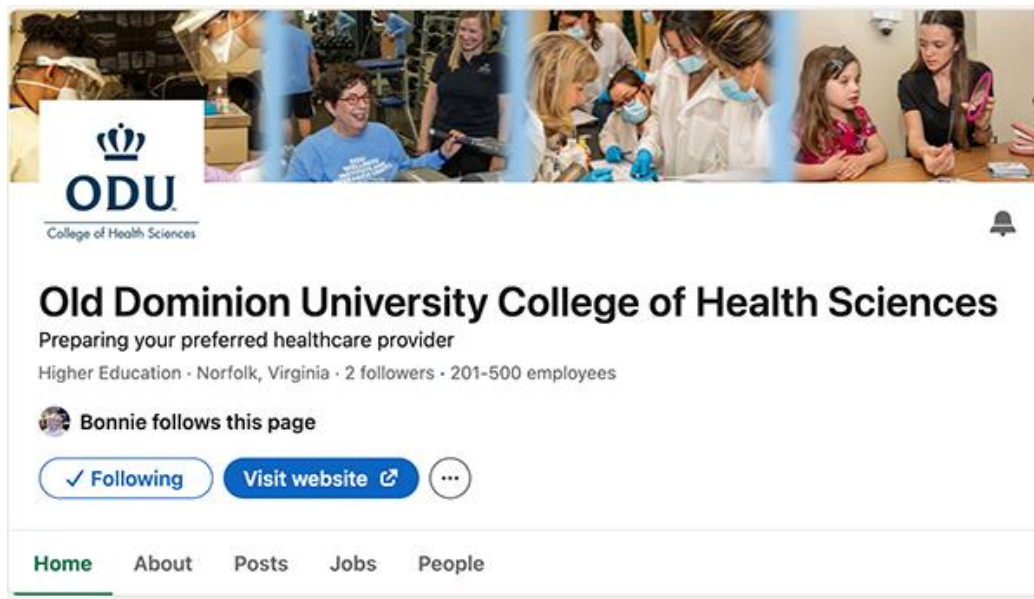 ODU
College of Health Sciences
Old Dominion University College of Health Sciences
Preparing your preferred healthcare provider
Higher Education · Norfolk, Virginia · 2 followers · 201-500 employees
Bonnie follows this page
✓ Following
Visit website
Home About Posts Jobs People